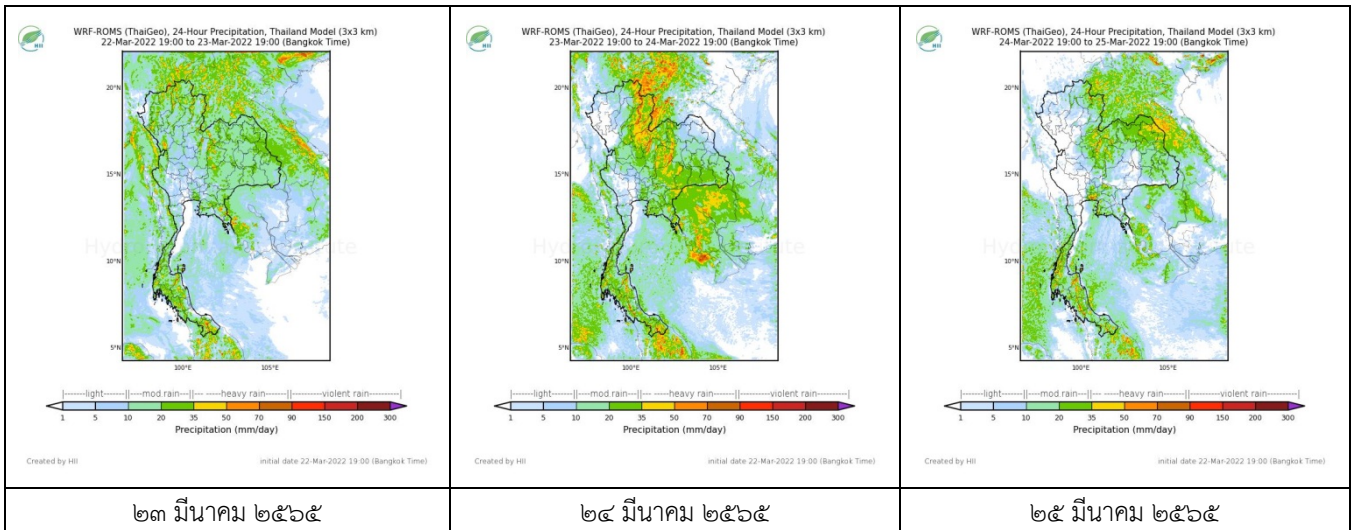 HII
WRF-ROMS (ThaiGeo), 24-Hour Precipitation, Thailand Model (3x3 km)
22-Mar-2022 19:00 to 23-Mar-2022 19:00 (Bangkok Time)
20°N
15°N
10°N
5°N
100°E 105°E
|-------light------||---mod.rain---||--- heavy rain---||------violent rain------|
1 5 10 20 35 50 70 90 150 200 300
Precipitation (mm/day)
Created by HII initial date 22-Mar-2022 19:00 (Bangkok Time)
๒๓ มีนาคม ๒๕๖๕
HII
WRF-ROMS (ThaiGeo), 24-Hour Precipitation, Thailand Model (3x3 km)
23-Mar-2022 19:00 to 24-Mar-2022 19:00 (Bangkok Time)
20°N
15°N
10°N
5°N
100°E 105°E
|-------light------||---mod.rain---||--- heavy rain---||------violent rain------|
1 5 10 20 35 50 70 90 150 200 300
Precipitation (mm/day)
Created by HII initial date 22-Mar-2022 19:00 (Bangkok Time)
๒๔ มีนาคม ๒๕๖๕
HII
WRF-ROMS (ThaiGeo), 24-Hour Precipitation, Thailand Model (3x3 km)
24-Mar-2022 19:00 to 25-Mar-2022 19:00 (Bangkok Time)
20°N
15°N
10°N
5°N
100°E 105°E
|-------light------||---mod.rain---||--- heavy rain---||------violent rain------|
1 5 10 20 35 50 70 90 150 200 300
Precipitation (mm/day)
Created by HII initial date 22-Mar-2022 19:00 (Bangkok Time)
๒๕ มีนาคม ๒๕๖๕